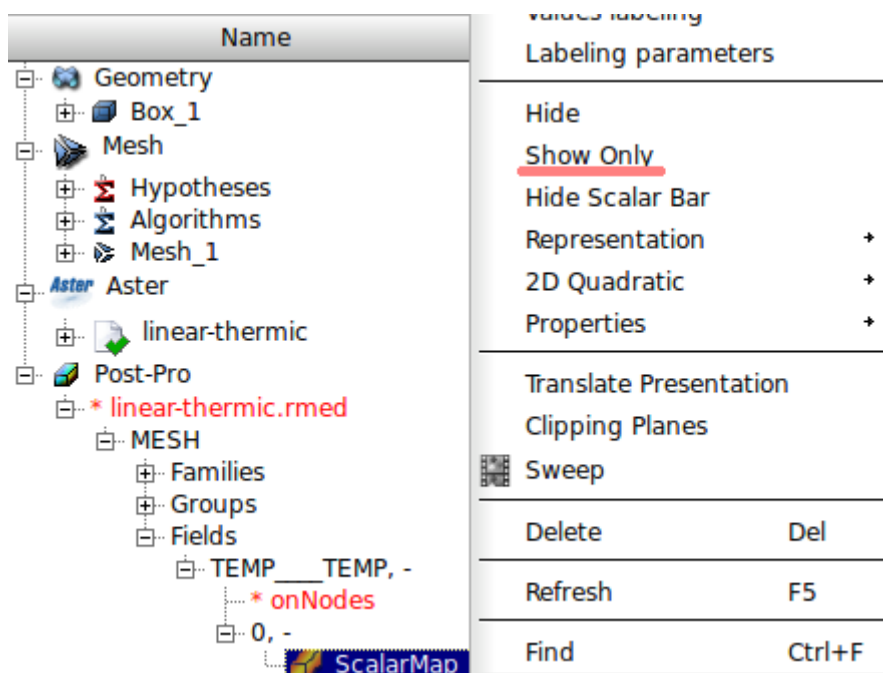 Name
Geometry
Box_1
Mesh
Hypotheses
Algorithms
Mesh_1
Aster Aster
linear-thermic
Post-Pro
* linear-thermic.rmed
MESH
Families
Groups
Fields
TEMP____TEMP, -
* onNodes
0, -
ScalarMap
Values labeling
Labeling parameters
Hide
Show Only
Hide Scalar Bar
Representation
2D Quadratic
Properties
Translate Presentation
Clipping Planes
Sweep
Delete Del
Refresh F5
Find Ctrl+F